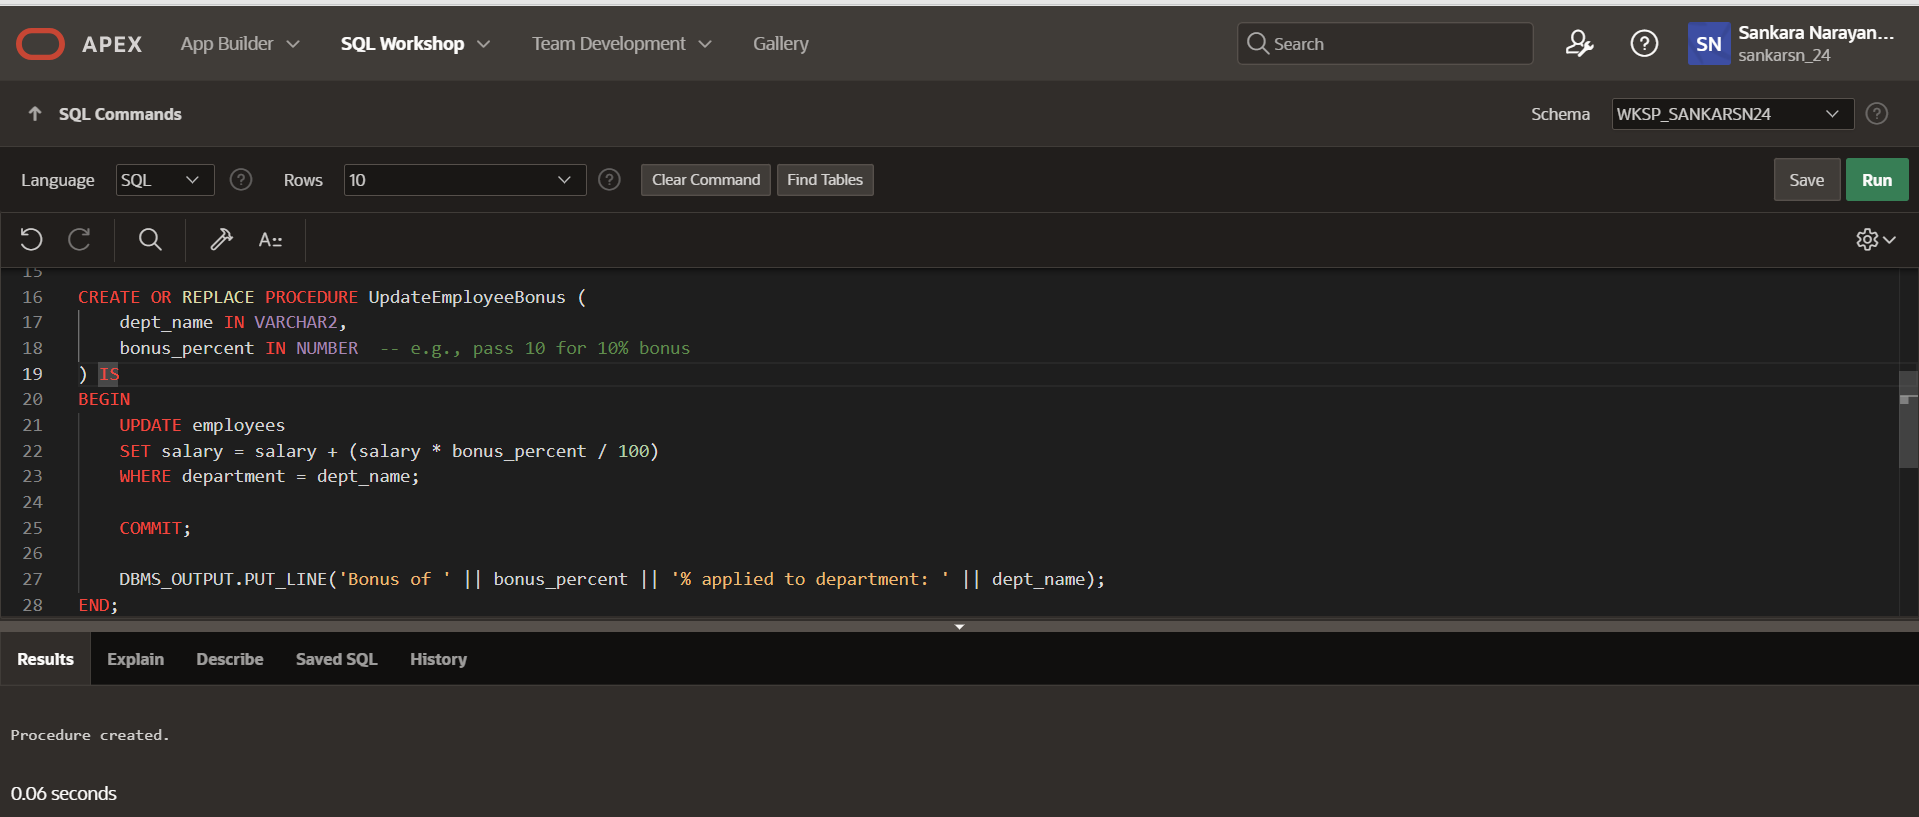 APEX App Builder SQL Workshop Team Development Gallery Search SN Sankara Narayan...
sankarsn_24
SQL Commands Schema WKSP_SANKARSN24
Language SQL Rows 10 Clear Command Find Tables Save Run
A
15
16 CREATE OR REPLACE PROCEDURE UpdateEmployeeBonus (
17 dept_name IN VARCHAR2,
18 bonus_percent IN NUMBER -- e.g., pass 10 for 10% bonus
19 ) IS
20 BEGIN
21 UPDATE employees
22 SET salary = salary + (salary * bonus_percent / 100)
23 WHERE department = dept_name;
24
25 COMMIT;
26
27 DBMS_OUTPUT.PUT_LINE('Bonus of ' || bonus_percent || '% applied to department: ' || dept_name);
28 END;
Results Explain Describe Saved SQL History
Procedure created.
0.06 seconds